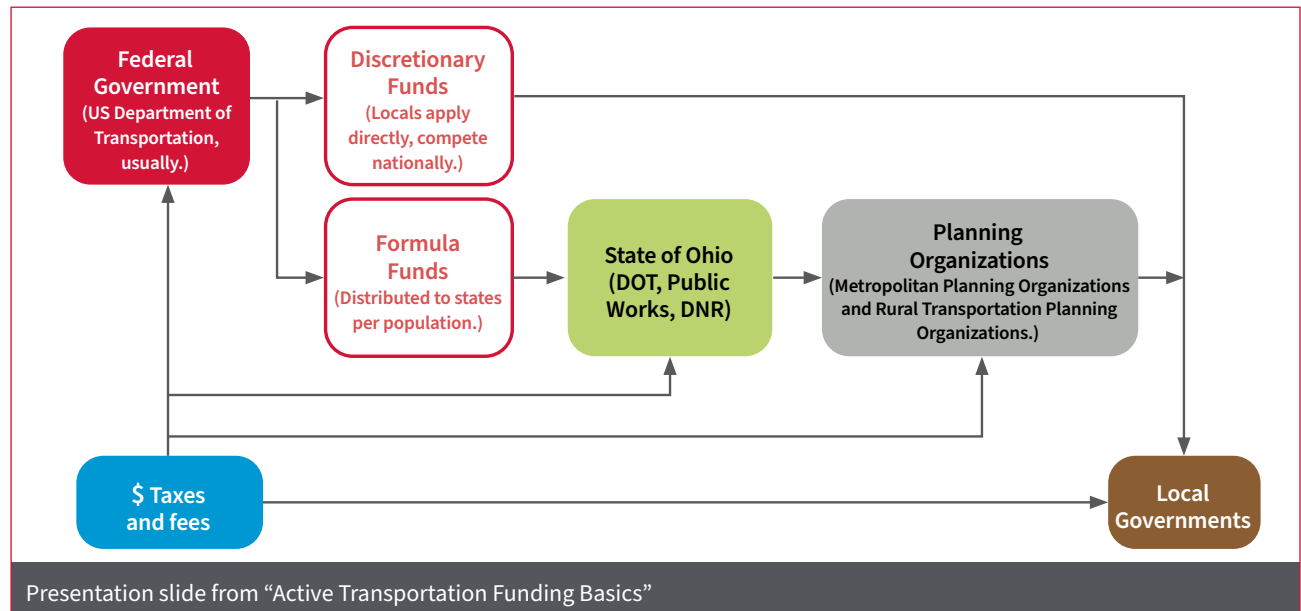 Federal
Government
(US Department of
Transportation,
usually.)
Discretionary
Funds
(Locals apply
directly, compete
nationally.)
Formula
Funds
(Distributed to states
per population.)
State of Ohio
(DOT, Public
Works, DNR)
Planning
Organizations
(Metropolitan Planning Organizations
and Rural Transportation Planning
Organizations.)
$ Taxes
and fees
Local
Governments
Presentation slide from “Active Transportation Funding Basics”